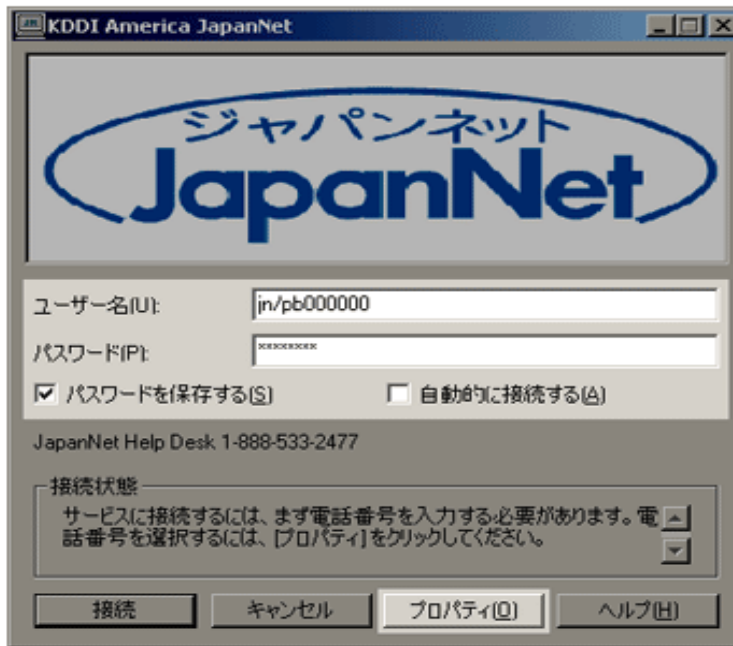 KDDI America JapanNet
ジャパンネット
JapanNet
ユーザー名(U):
jn/pb000000
パスワード(P):
********
パスワードを保存する(S)
自動的に接続する(A)
JapanNet Help Desk 1-888-533-2477
接続状態
サービスに接続するには、まず電話番号を入力する必要があります。電
話番号を選択するには、[プロパティ]をクリックしてください。
接続
キャンセル
プロパティ(O)
ヘルプ(H)